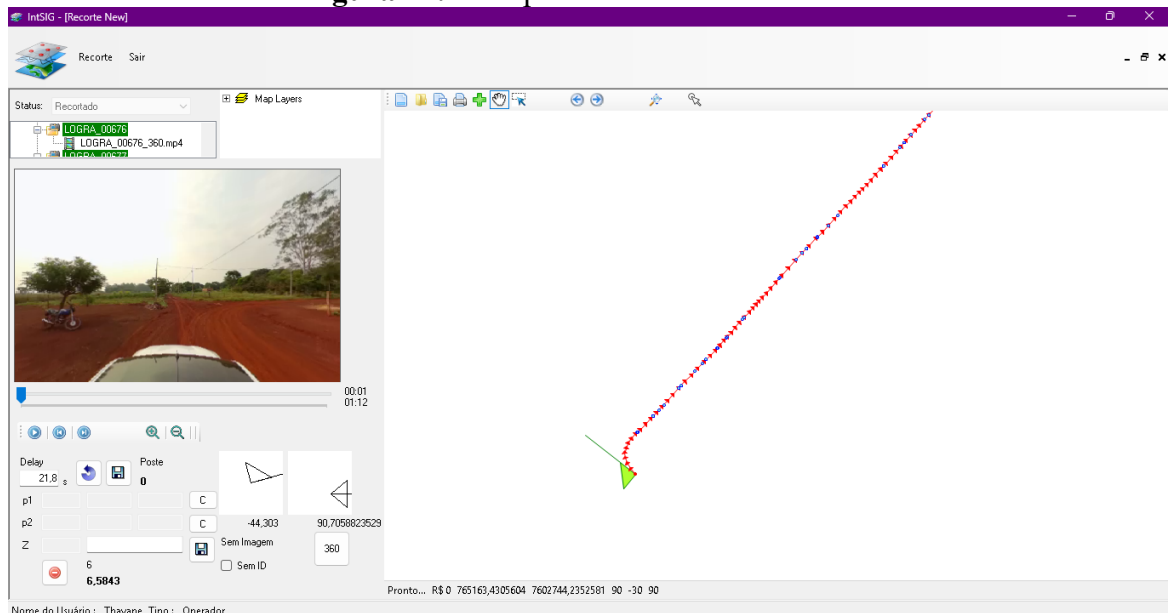 IntSIG - [Recorte New]
Recorte Sair
Status: Recortado
Map Layers
LOGRA_00676
LOGRA_00676_360.mp4
LOGRA_00677
00:01
01:12
Delay
21,8 s
Poste
0
p1
C
p2
C
-44,303
90,7058823529
Z
Sem Imagem
360
Sem ID
6
6,5843
Pronto... R$ 0 765163,4305604 7602744,2352581 90 -30 90
Nome do Usuário : Thayane Tipo : Operador